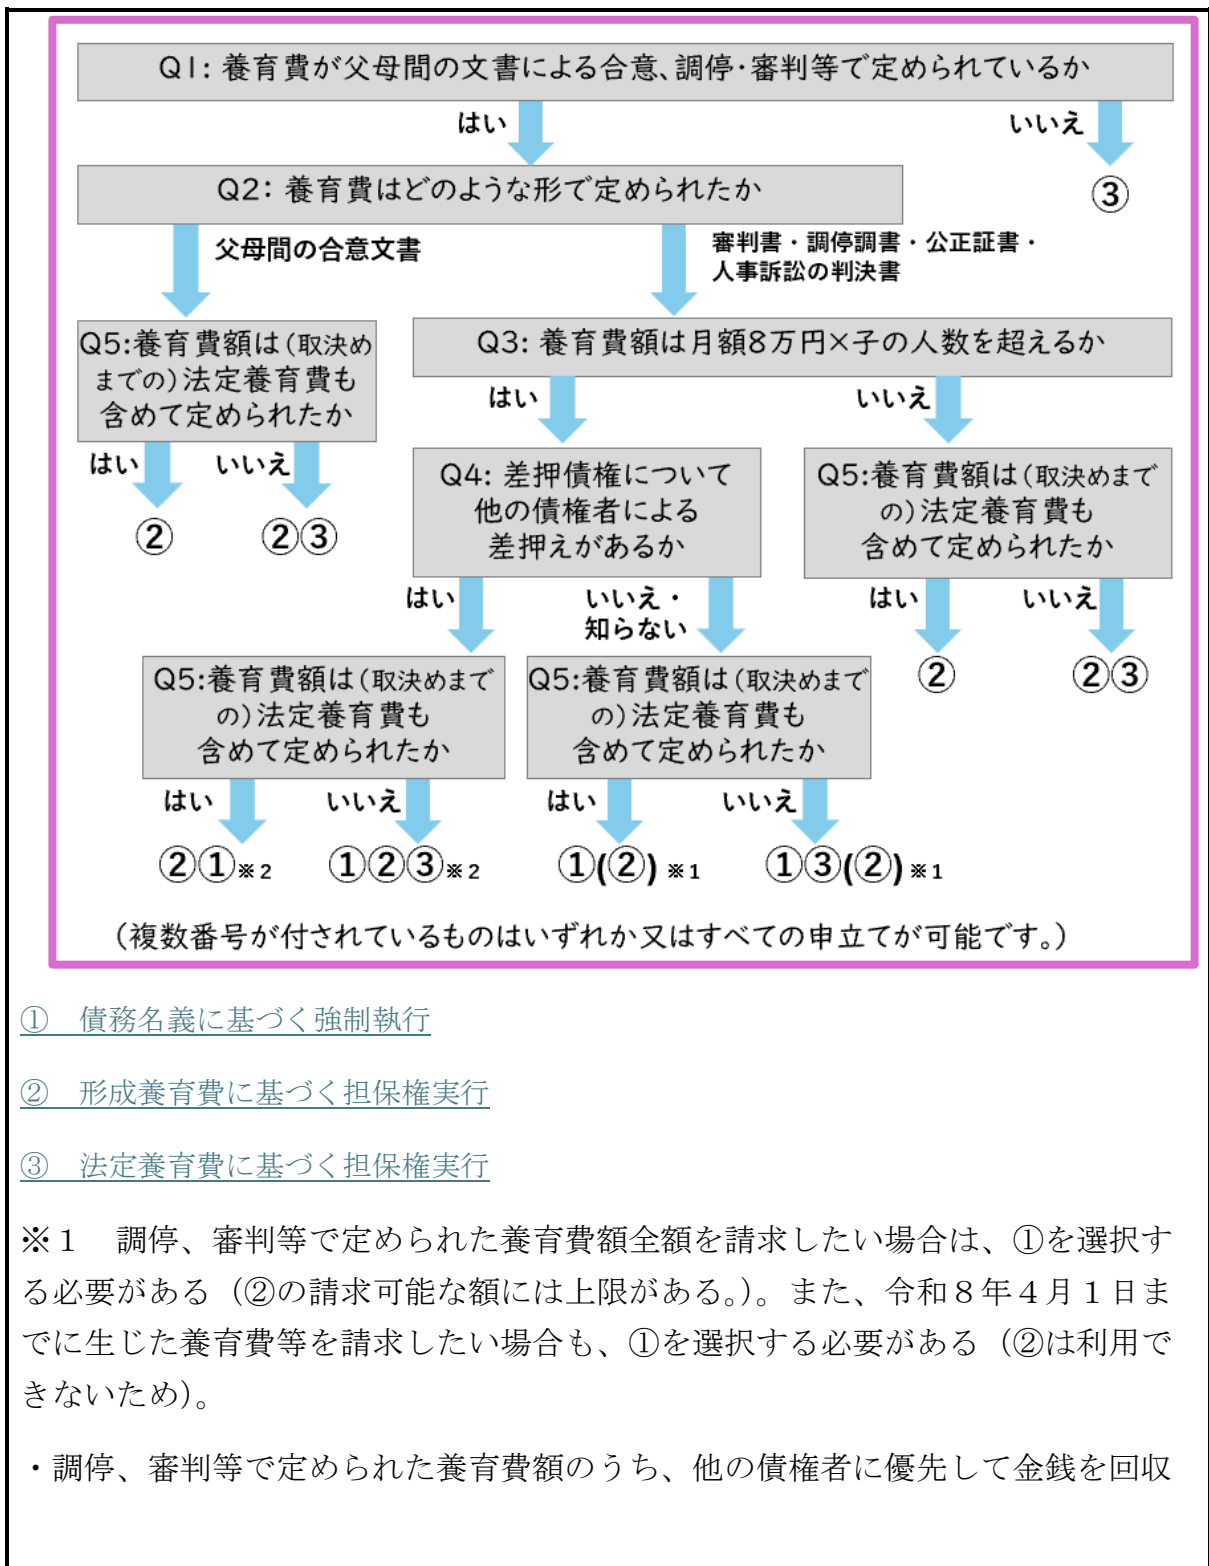 Q1: 養育費が父母間の文書による合意、調停・審判等で定められているか
はい
いいえ
Q2: 養育費はどのような形で定められたか
③
父母間の合意文書
審判書・調停調書・公正証書・
人事訴訟の判決書
Q5:養育費額は(取決め
までの)法定養育費も
含めて定められたか
Q3: 養育費額は月額8万円×子の人数を超えるか
はい
いいえ
はい
いいえ
②
②③
Q4: 差押債権について
他の債権者による
差押えがあるか
Q5:養育費額は(取決めまで
の)法定養育費も
含めて定められたか
はい
いいえ・
知らない
はい
いいえ
②
②③
Q5:養育費額は(取決めまで
の)法定養育費も
含めて定められたか
Q5:養育費額は(取決めまで
の)法定養育費も
含めて定められたか
はい
いいえ
はい
いいえ
②①※2
①②③※2
①(②) ※1
①③(②) ※1
(複数番号が付されているものはいずれか又はすべての申立てが可能です。)
① 債務名義に基づく強制執行
② 形成養育費に基づく担保権実行
③ 法定養育費に基づく担保権実行
※１ 調停、審判等で定められた養育費額全額を請求したい場合は、①を選択す
る必要がある（②の請求可能な額には上限がある。）。また、令和８年４月１日ま
でに生じた養育費等を請求したい場合も、①を選択する必要がある（②は利用で
きないため）。
・調停、審判等で定められた養育費額のうち、他の債権者に優先して金銭を回収